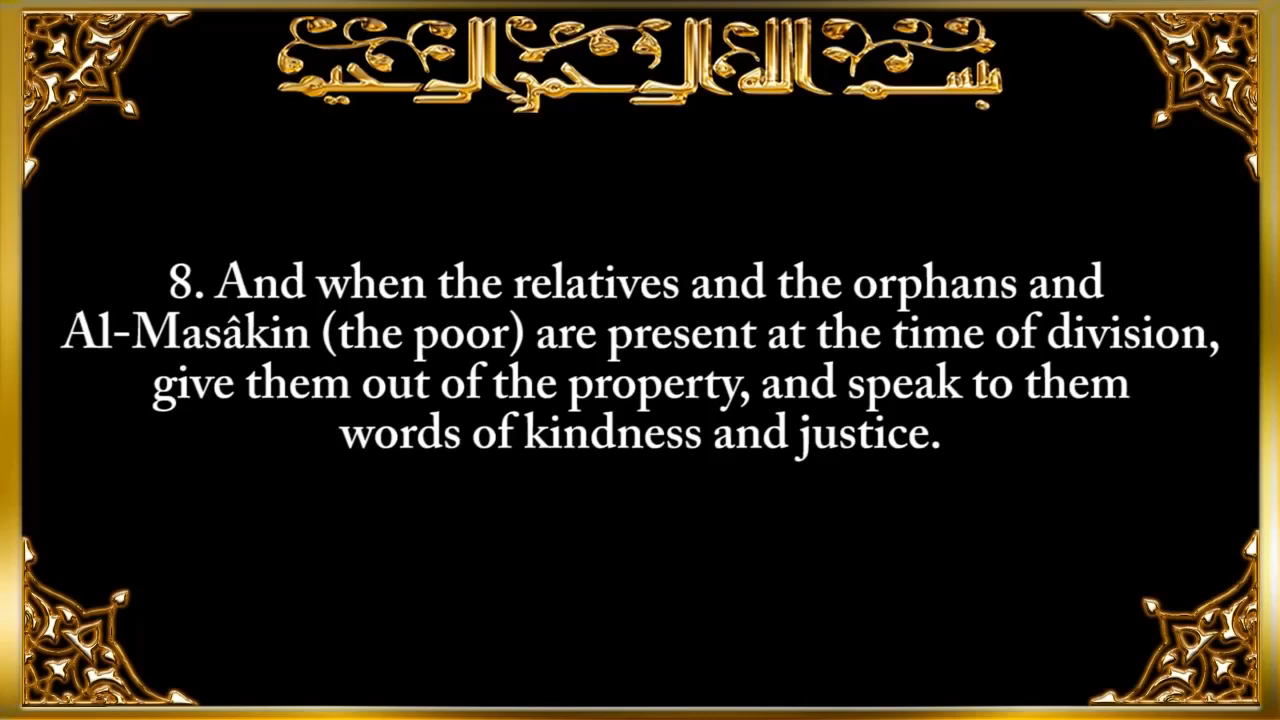 بسم الله الرحمن الرحيم
8. And when the relatives and the orphans and
Al-Masâkin (the poor) are present at the time of division,
give them out of the property, and speak to them
words of kindness and justice.